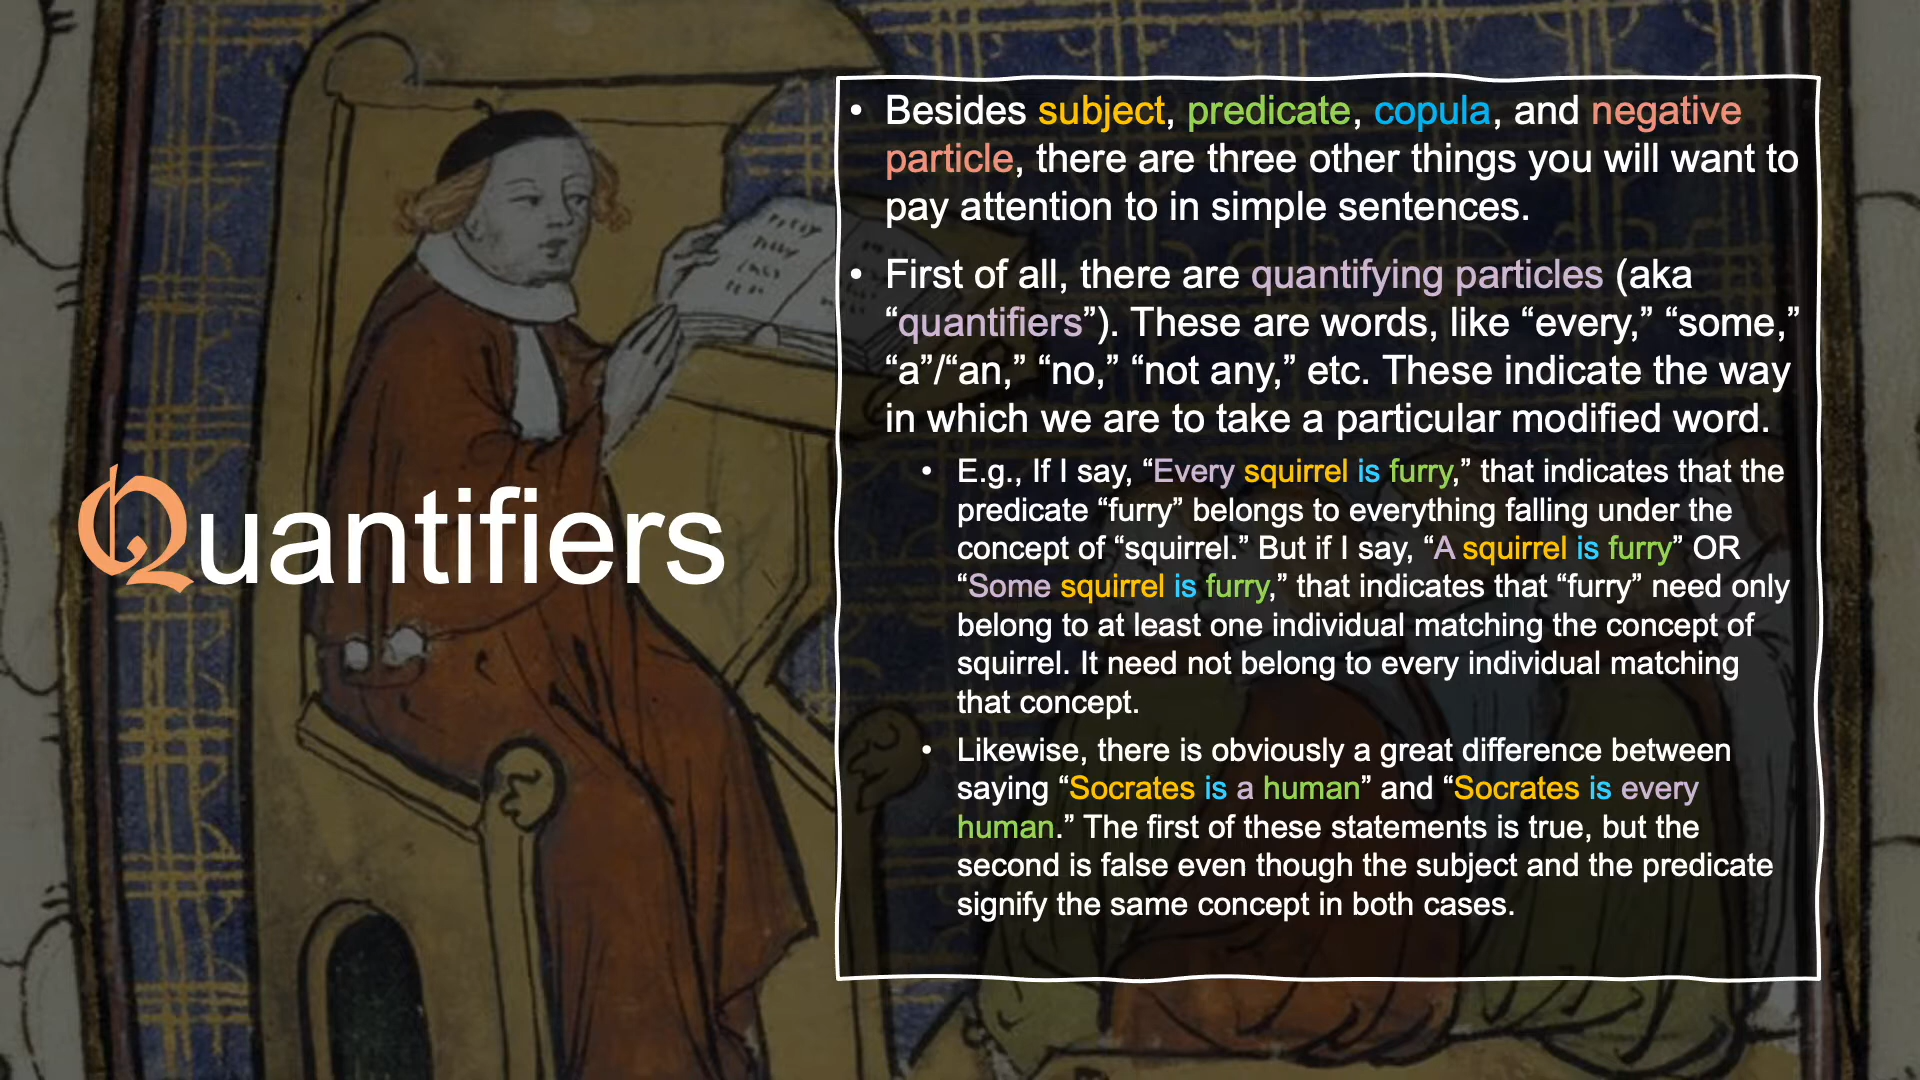 Quantifiers
• Besides subject, predicate, copula, and negative
particle, there are three other things you will want to
pay attention to in simple sentences.
• First of all, there are quantifying particles (aka
“quantifiers”). These are words, like “every,” “some,”
“a”/“an,” “no,” “not any,” etc. These indicate the way
in which we are to take a particular modified word.
• E.g., If I say, “Every squirrel is furry,” that indicates that the
predicate “furry” belongs to everything falling under the
concept of “squirrel.” But if I say, “A squirrel is furry” OR
“Some squirrel is furry,” that indicates that “furry” need only
belong to at least one individual matching the concept of
squirrel. It need not belong to every individual matching
that concept.
• Likewise, there is obviously a great difference between
saying “Socrates is a human” and “Socrates is every
human.” The first of these statements is true, but the
second is false even though the subject and the predicate
signify the same concept in both cases.